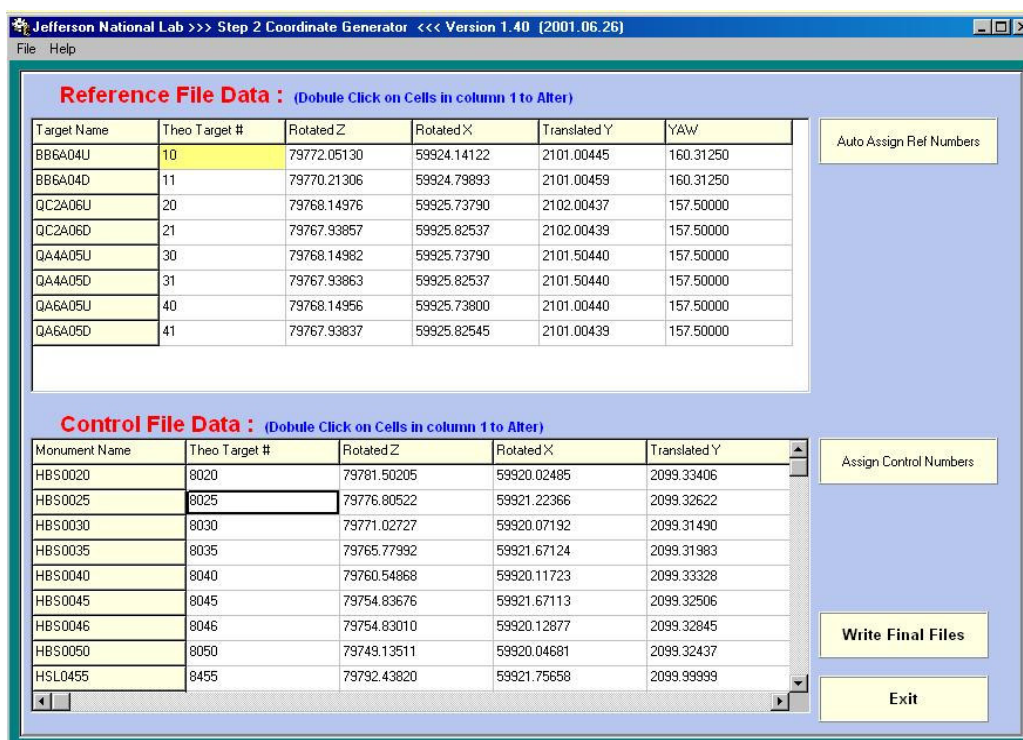 Jefferson National Lab >>> Step 2 Coordinate Generator <<< Version 1.40 (2001.06.26)
File Help
Reference File Data : (Dobule Click on Cells in column 1 to Alter)
Target Name Theo Target # Rotated Z Rotated X Translated Y YAW
BB6A04U 10 79772.05130 59924.14122 2101.00445 160.31250
BB6A04D 11 79770.21306 59924.79893 2101.00459 160.31250
QC2A06U 20 79768.14976 59925.73790 2102.00437 157.50000
QC2A06D 21 79767.93857 59925.82537 2102.00439 157.50000
QA4A05U 30 79768.14982 59925.73790 2101.50440 157.50000
QA4A05D 31 79767.93863 59925.82537 2101.50440 157.50000
QA6A05U 40 79768.14956 59925.73800 2101.00440 157.50000
QA6A05D 41 79767.93837 59925.82545 2101.00439 157.50000
Auto Assign Ref Numbers
Control File Data : (Dobule Click on Cells in column 1 to Alter)
Monument Name Theo Target # Rotated Z Rotated X Translated Y
HBS0020 8020 79781.50205 59920.02485 2099.33406
HBS0025 8025 79776.80522 59921.22366 2099.32622
HBS0030 8030 79771.02727 59920.07192 2099.31490
HBS0035 8035 79765.77992 59921.67124 2099.31983
HBS0040 8040 79760.54868 59920.11723 2099.33328
HBS0045 8045 79754.83676 59921.67113 2099.32506
HBS0046 8046 79754.83010 59920.12877 2099.32845
HBS0050 8050 79749.13511 59920.04681 2099.32437
HSL0455 8455 79792.43820 59921.75658 2099.99999
Assign Control Numbers
Write Final Files
Exit